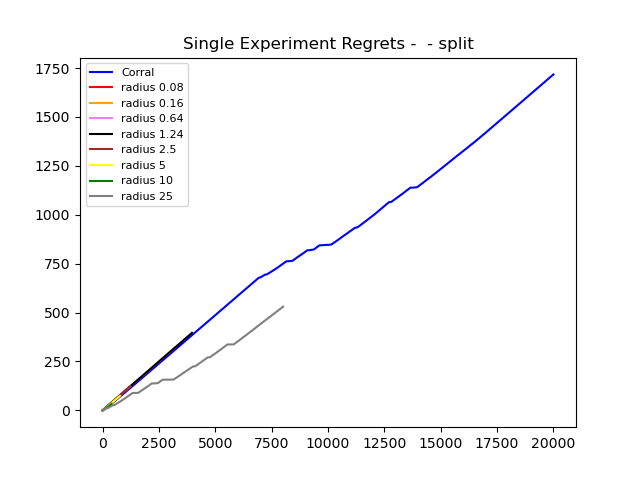 Single Experiment Regrets -  - split
1750
1500
1250
1000
750
500
250
0
Corral
radius 0.08
radius 0.16
radius 0.64
radius 1.24
radius 2.5
radius 5
radius 10
radius 25
0 2500 5000 7500 10000 12500 15000 17500 20000